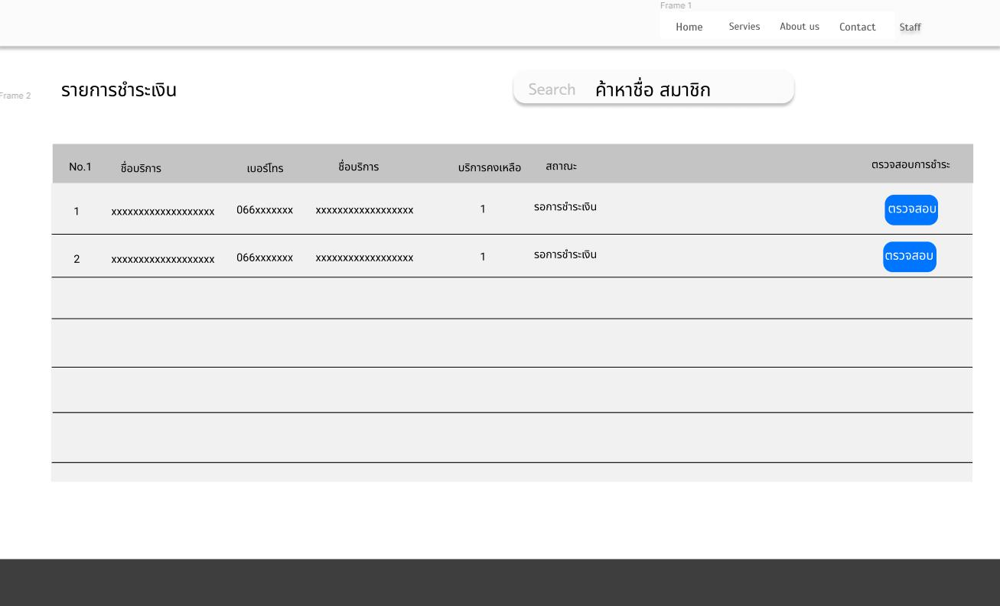 Frame 1
Home Servies About us Contact Staff
Frame 2
รายการชำระเงิน
Search ค้าหาชื่อ สมาชิก
No.1 ชื่อบริการ เบอร์โทร ชื่อบริการ บริการคงเหลือ สถาณะ ตรวจสอบการชำระ
1 xxxxxxxxxxxxxxxxxxx 066xxxxxxx xxxxxxxxxxxxxxxxxx 1 รอการชำระเงิน ตรวจสอบ
2 xxxxxxxxxxxxxxxxxxx 066xxxxxxx xxxxxxxxxxxxxxxxxx 1 รอการชำระเงิน ตรวจสอบ